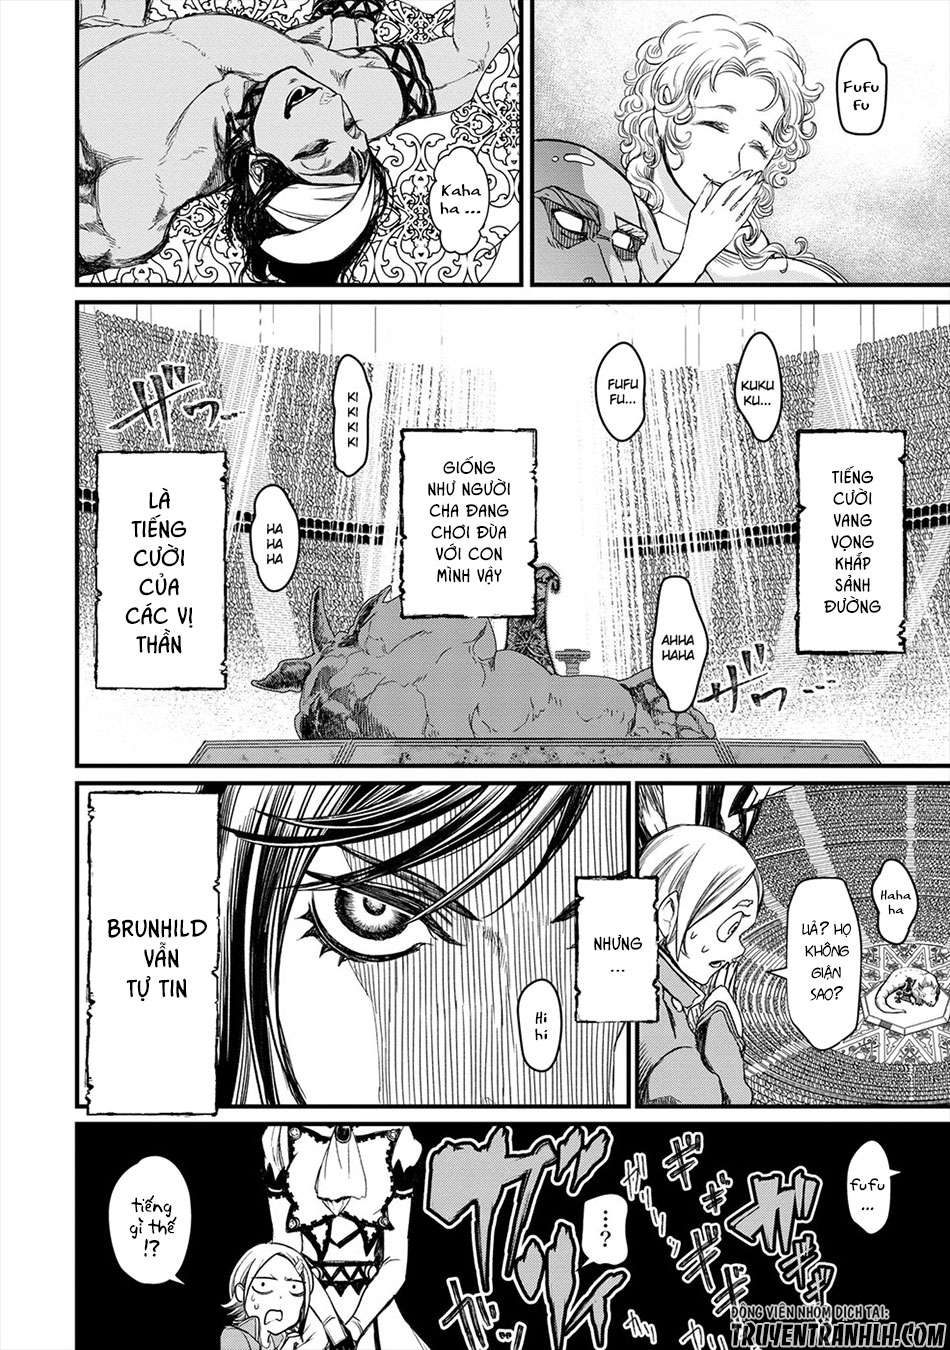 FUFU
FU
Kaha
ha ...
KUKU
KU...
FUFU
FU...
KI
KI
KI
KI
TIẾNG
CƯỜI
VANG
VỌNG
KHẮP
SẢNH
ĐƯỜNG
GIỐNG
NHƯ NGƯỜI
CHA ĐANG
CHƠI ĐÙA
VỚI CON
MÌNH VẬY
AHHA
HAHA
HA
HA
HA
LÀ
TIẾNG
CƯỜI
CỦA
CÁC VỊ
THẦN
Haha
ha
ỦA? HỌ
KHÔNG
GIẬN
SAO?
NHƯNG
...
Hi
hi
BRUNHILD
VẪN
TỰ TIN
fufu
...
...
?
tiếng
gì thế
!?
ĐỘNG VIÊN NHÓM DỊCH TẠI:
TRUYENTRANHLH.COM